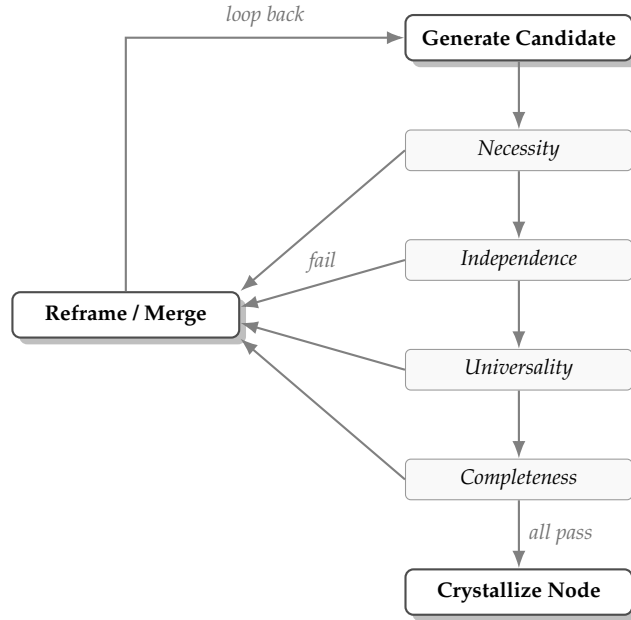 loop back
Generate Candidate
Necessity
fail
Independence
Reframe / Merge
Universality
Completeness
all pass
Crystallize Node